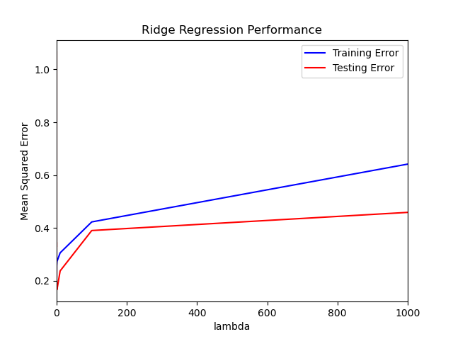 Ridge Regression Performance
Training Error
Testing Error
Mean Squared Error
1.0
0.8
0.6
0.4
0.2
0 200 400 600 800 1000
lambda